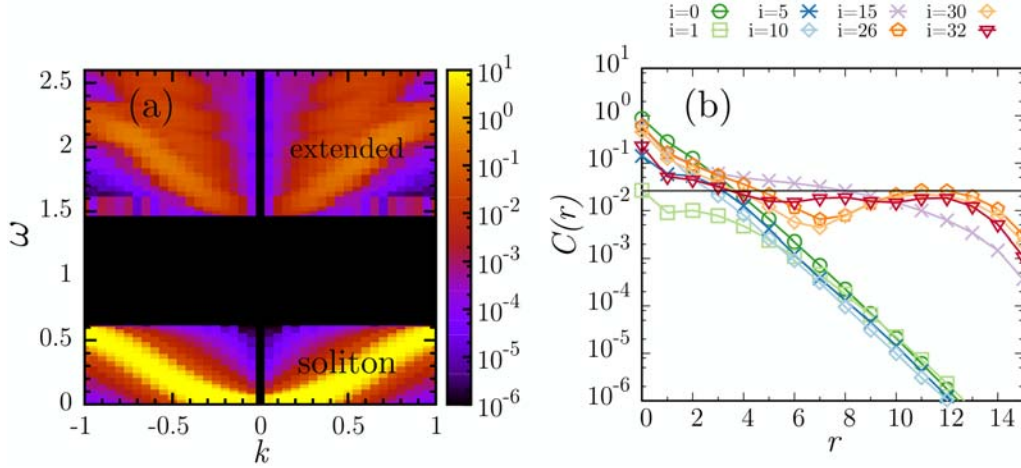 i=0 i=5 i=15 i=30
i=1 i=10 i=26 i=32
(a)
extended
soliton
2.5
2
1.5
1
0.5
0
ω
-1 -0.5 0 0.5 1
k
10^1
10^0
10^-1
10^-2
10^-3
10^-4
10^-5
10^-6
(b)
10^1
10^0
10^-1
10^-2
10^-3
10^-4
10^-5
10^-6
C(r)
0 2 4 6 8 10 12 14
r